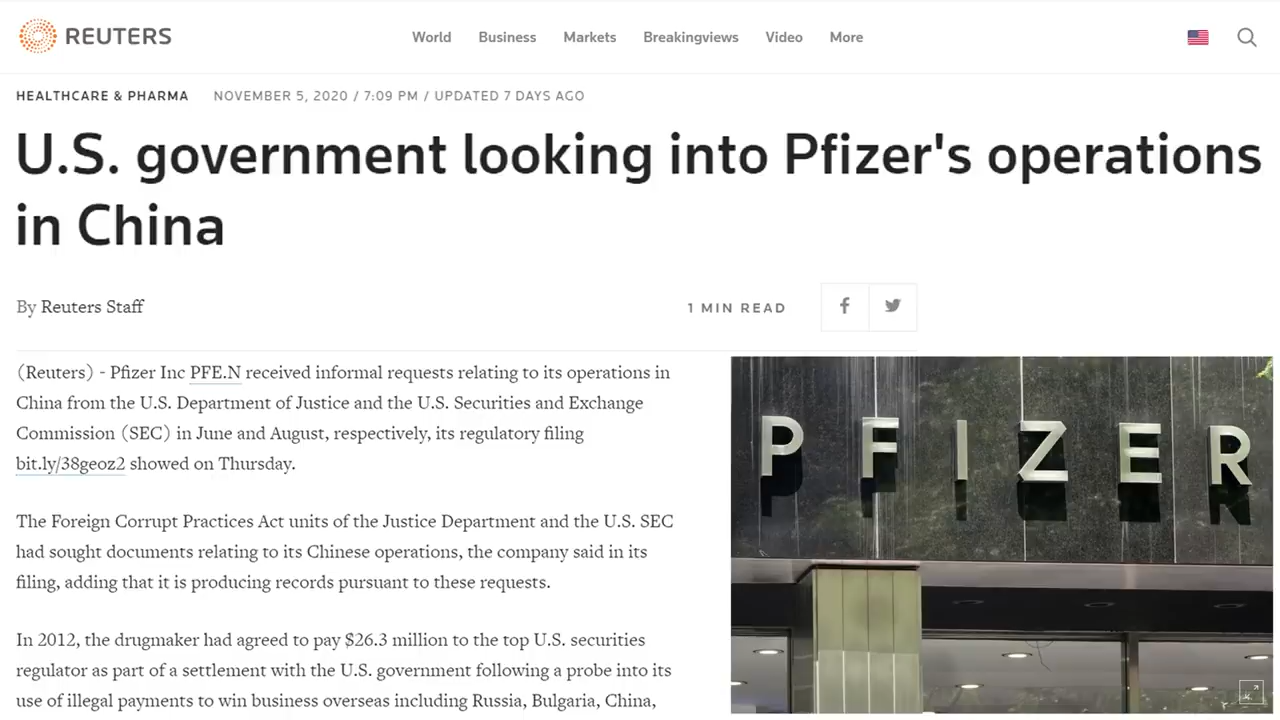 REUTERS
World Business Markets Breakingviews Video More
HEALTHCARE & PHARMA NOVEMBER 5, 2020 / 7:09 PM / UPDATED 7 DAYS AGO
U.S. government looking into Pfizer's operations
in China
By Reuters Staff
1 MIN READ
(Reuters) - Pfizer Inc PFE.N received informal requests relating to its operations in
China from the U.S. Department of Justice and the U.S. Securities and Exchange
Commission (SEC) in June and August, respectively, its regulatory filing
bit.ly/38geoz2 showed on Thursday.
The Foreign Corrupt Practices Act units of the Justice Department and the U.S. SEC
had sought documents relating to its Chinese operations, the company said in its
filing, adding that it is producing records pursuant to these requests.
In 2012, the drugmaker had agreed to pay $26.3 million to the top U.S. securities
regulator as part of a settlement with the U.S. government following a probe into its
use of illegal payments to win business overseas including Russia, Bulgaria, China,
PFIZER